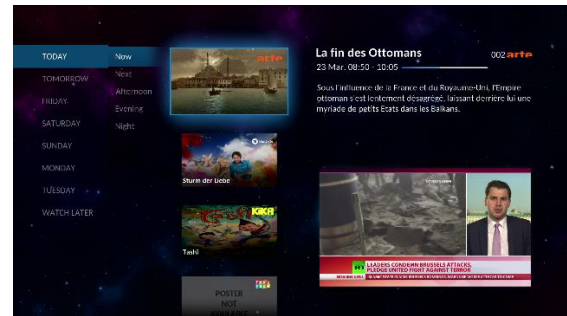 TODAY
TOMORROW
FRIDAY
SATURDAY
SUNDAY
MONDAY
TUESDAY
WATCH LATER
Now
Next
Afternoon
Evening
Night
arte
Sturm der Liebe
KiKA
Tashi
POSTER
NOT
AVAILABLE
La fin des Ottomans
002 arte
23 Mar. 08:50 - 10:05
Sous l'influence de la France et du Royaume-Uni, l'Empire
ottoman s'est lentement désagrégé, laissant derrière lui une
myriade de petits Etats dans les Balkans.
RT
LEADERS CONDEMN BRUSSELS ATTACKS,
PLEDGE UNITED FIGHT AGAINST TERROR